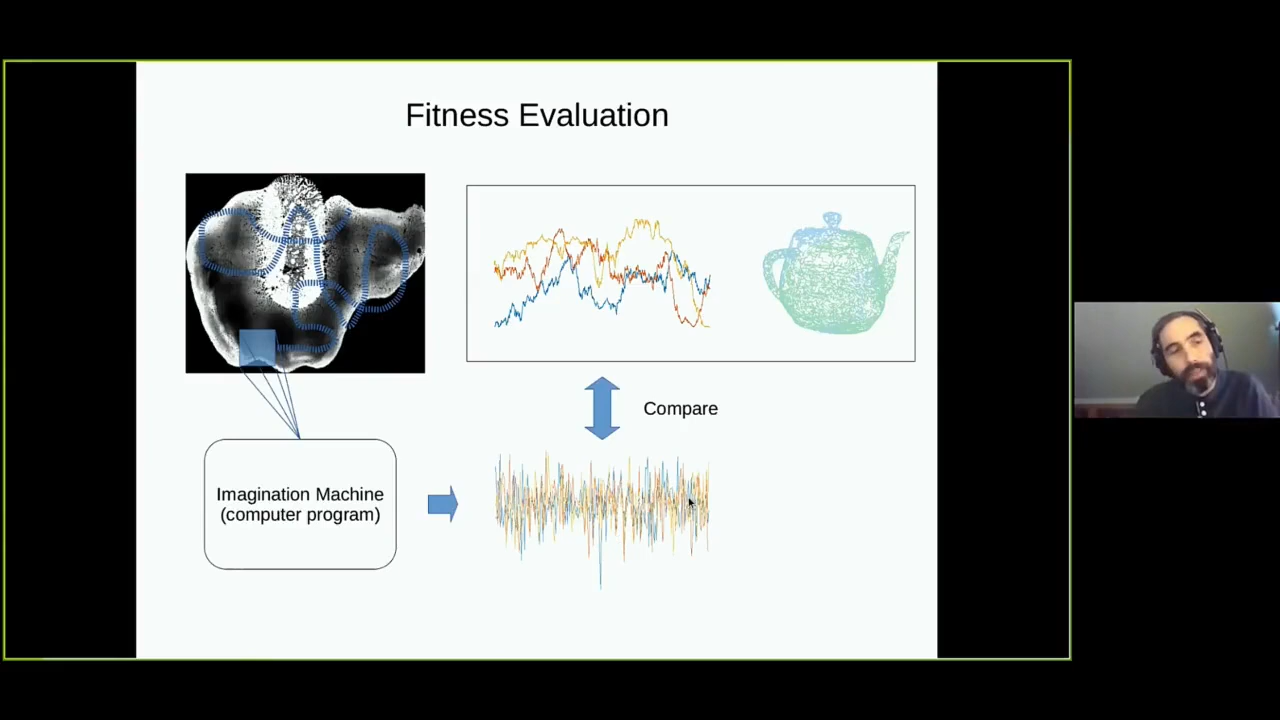 Fitness Evaluation
Compare
Imagination Machine
(computer program)